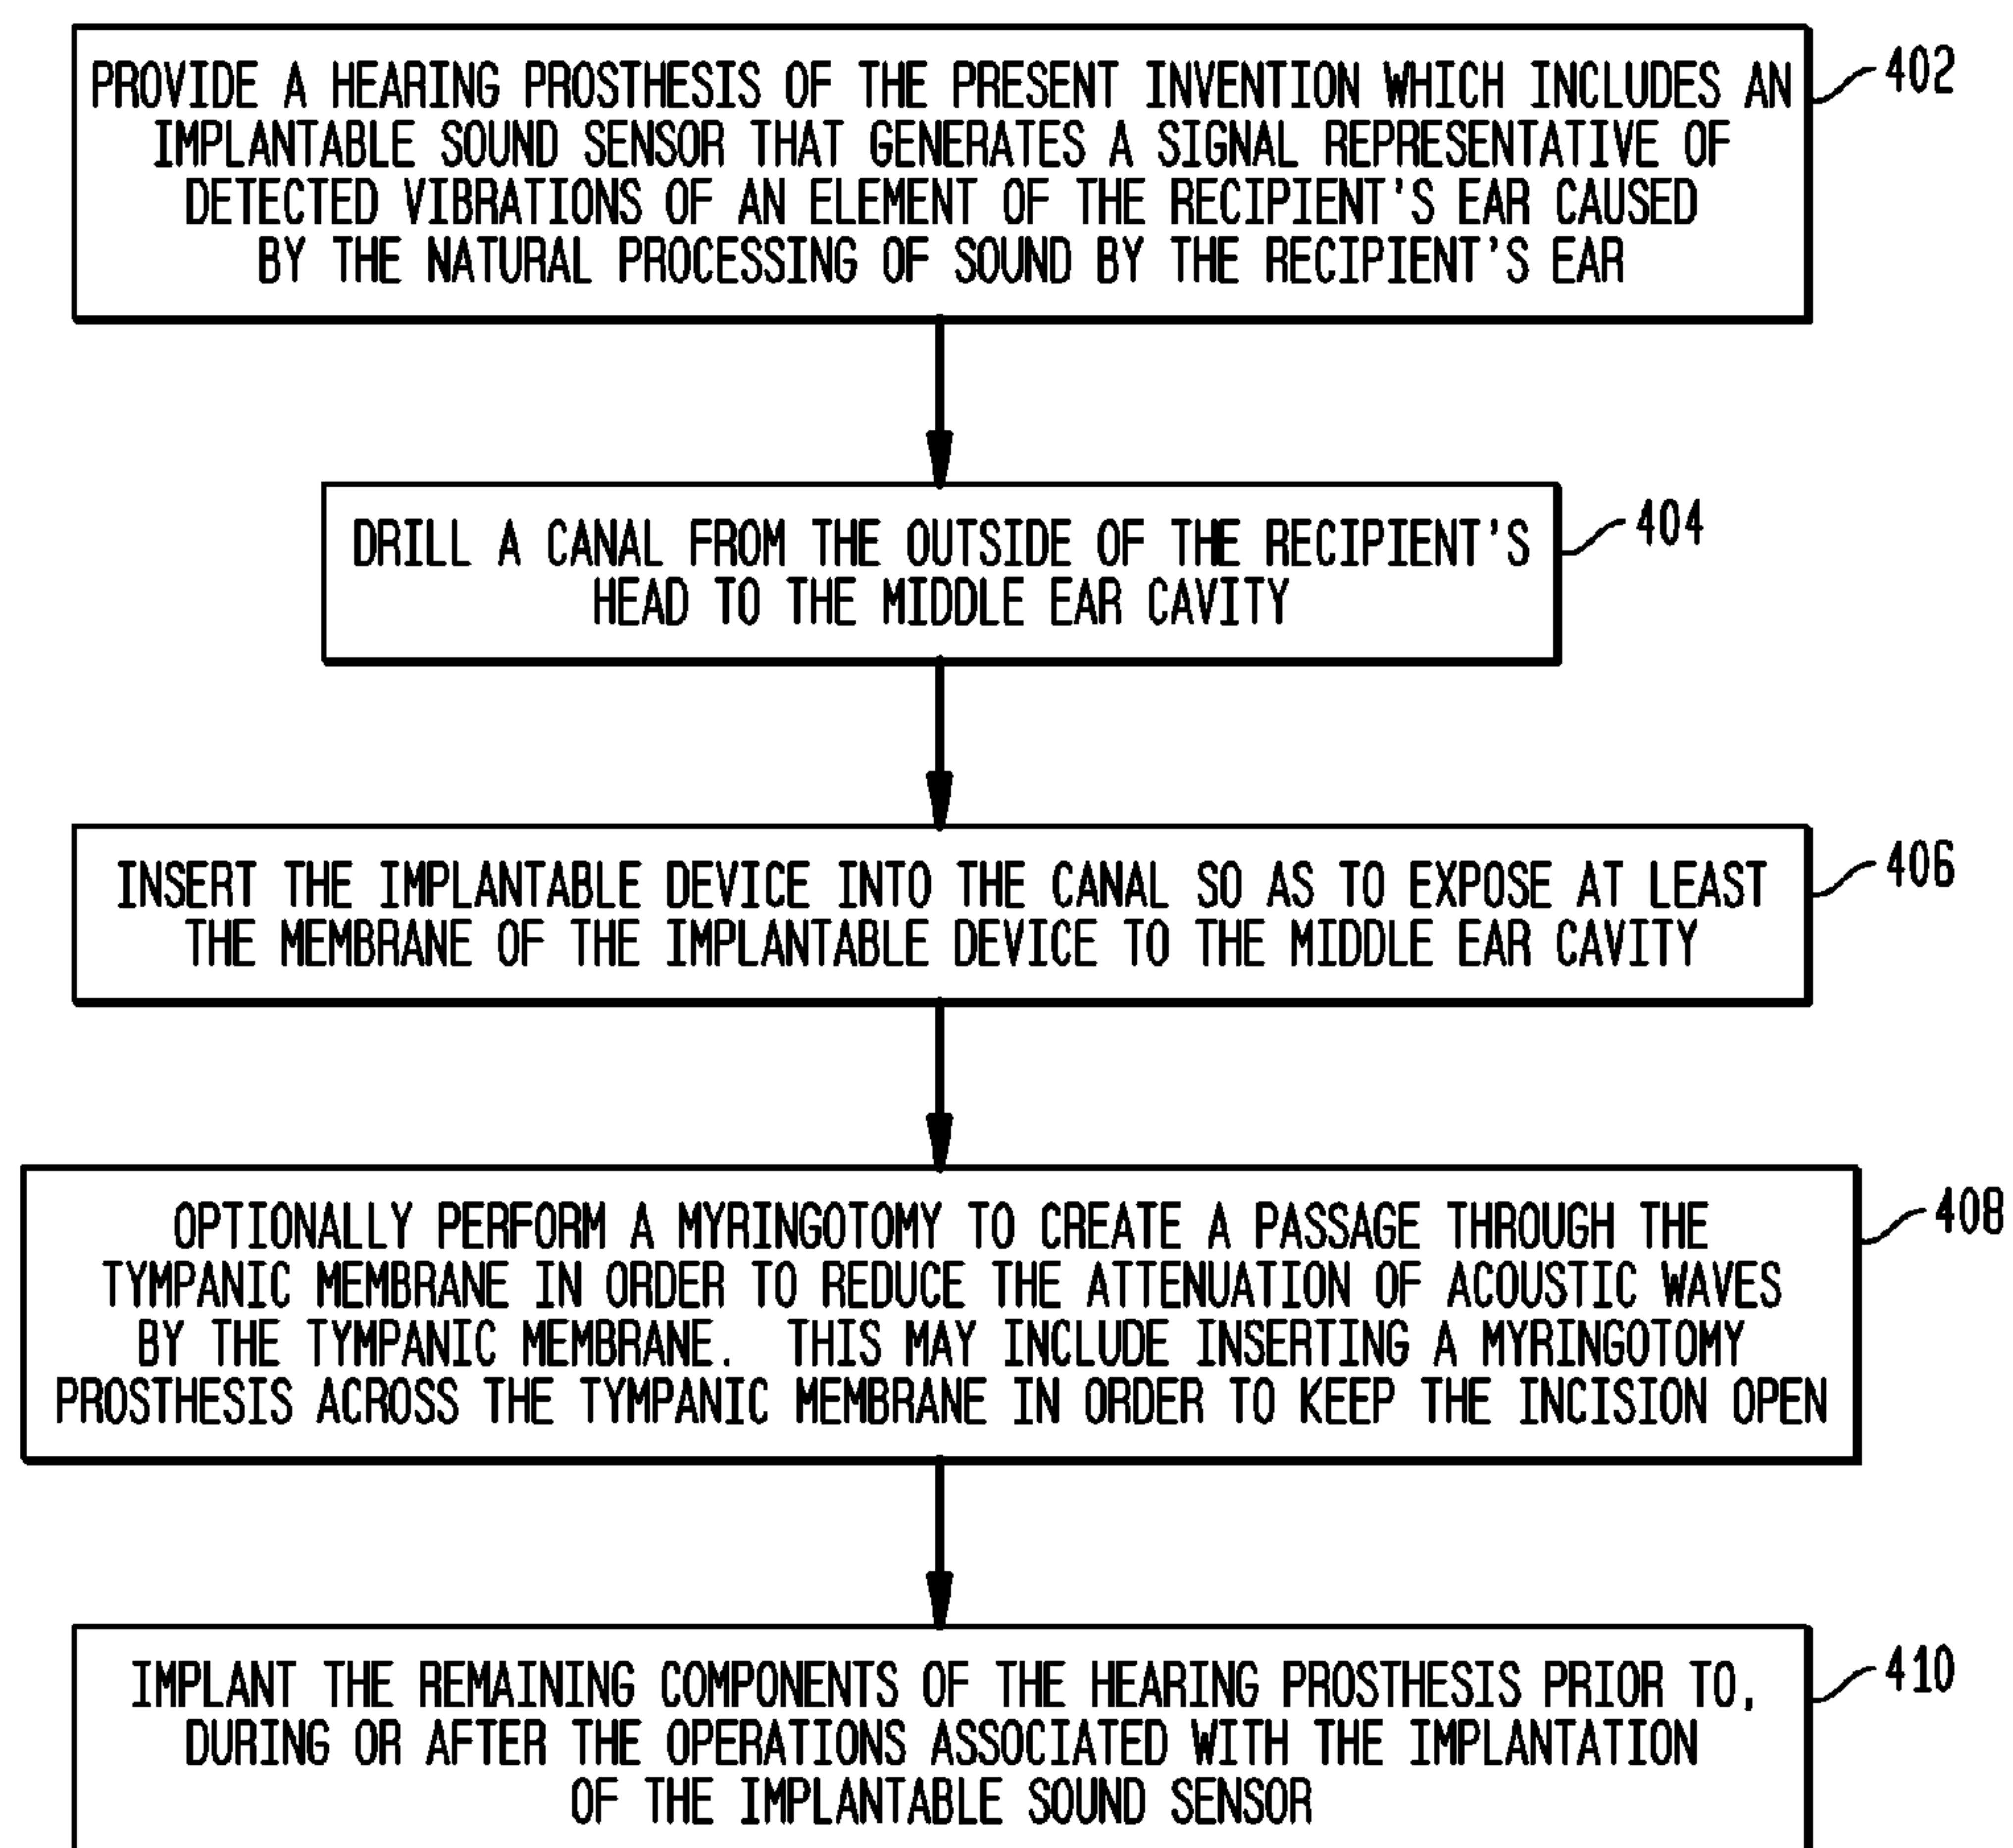 PROVIDE A HEARING PROSTHESIS OF THE PRESENT INVENTION WHICH INCLUDES AN
IMPLANTABLE SOUND SENSOR THAT GENERATES A SIGNAL REPRESENTATIVE OF
DETECTED VIBRATIONS OF AN ELEMENT OF THE RECIPIENT'S EAR CAUSED
BY THE NATURAL PROCESSING OF SOUND BY THE RECIPIENT'S EAR
402
DRILL A CANAL FROM THE OUTSIDE OF THE RECIPIENT'S
HEAD TO THE MIDDLE EAR CAVITY
404
INSERT THE IMPLANTABLE DEVICE INTO THE CANAL SO AS TO EXPOSE AT LEAST
THE MEMBRANE OF THE IMPLANTABLE DEVICE TO THE MIDDLE EAR CAVITY
406
OPTIONALLY PERFORM A MYRINGOTOMY TO CREATE A PASSAGE THROUGH THE
TYMPANIC MEMBRANE IN ORDER TO REDUCE THE ATTENUATION OF ACOUSTIC WAVES
BY THE TYMPANIC MEMBRANE. THIS MAY INCLUDE INSERTING A MYRINGOTOMY
PROSTHESIS ACROSS THE TYMPANIC MEMBRANE IN ORDER TO KEEP THE INCISION OPEN
408
IMPLANT THE REMAINING COMPONENTS OF THE HEARING PROSTHESIS PRIOR TO,
DURING OR AFTER THE OPERATIONS ASSOCIATED WITH THE IMPLANTATION
OF THE IMPLANTABLE SOUND SENSOR
410